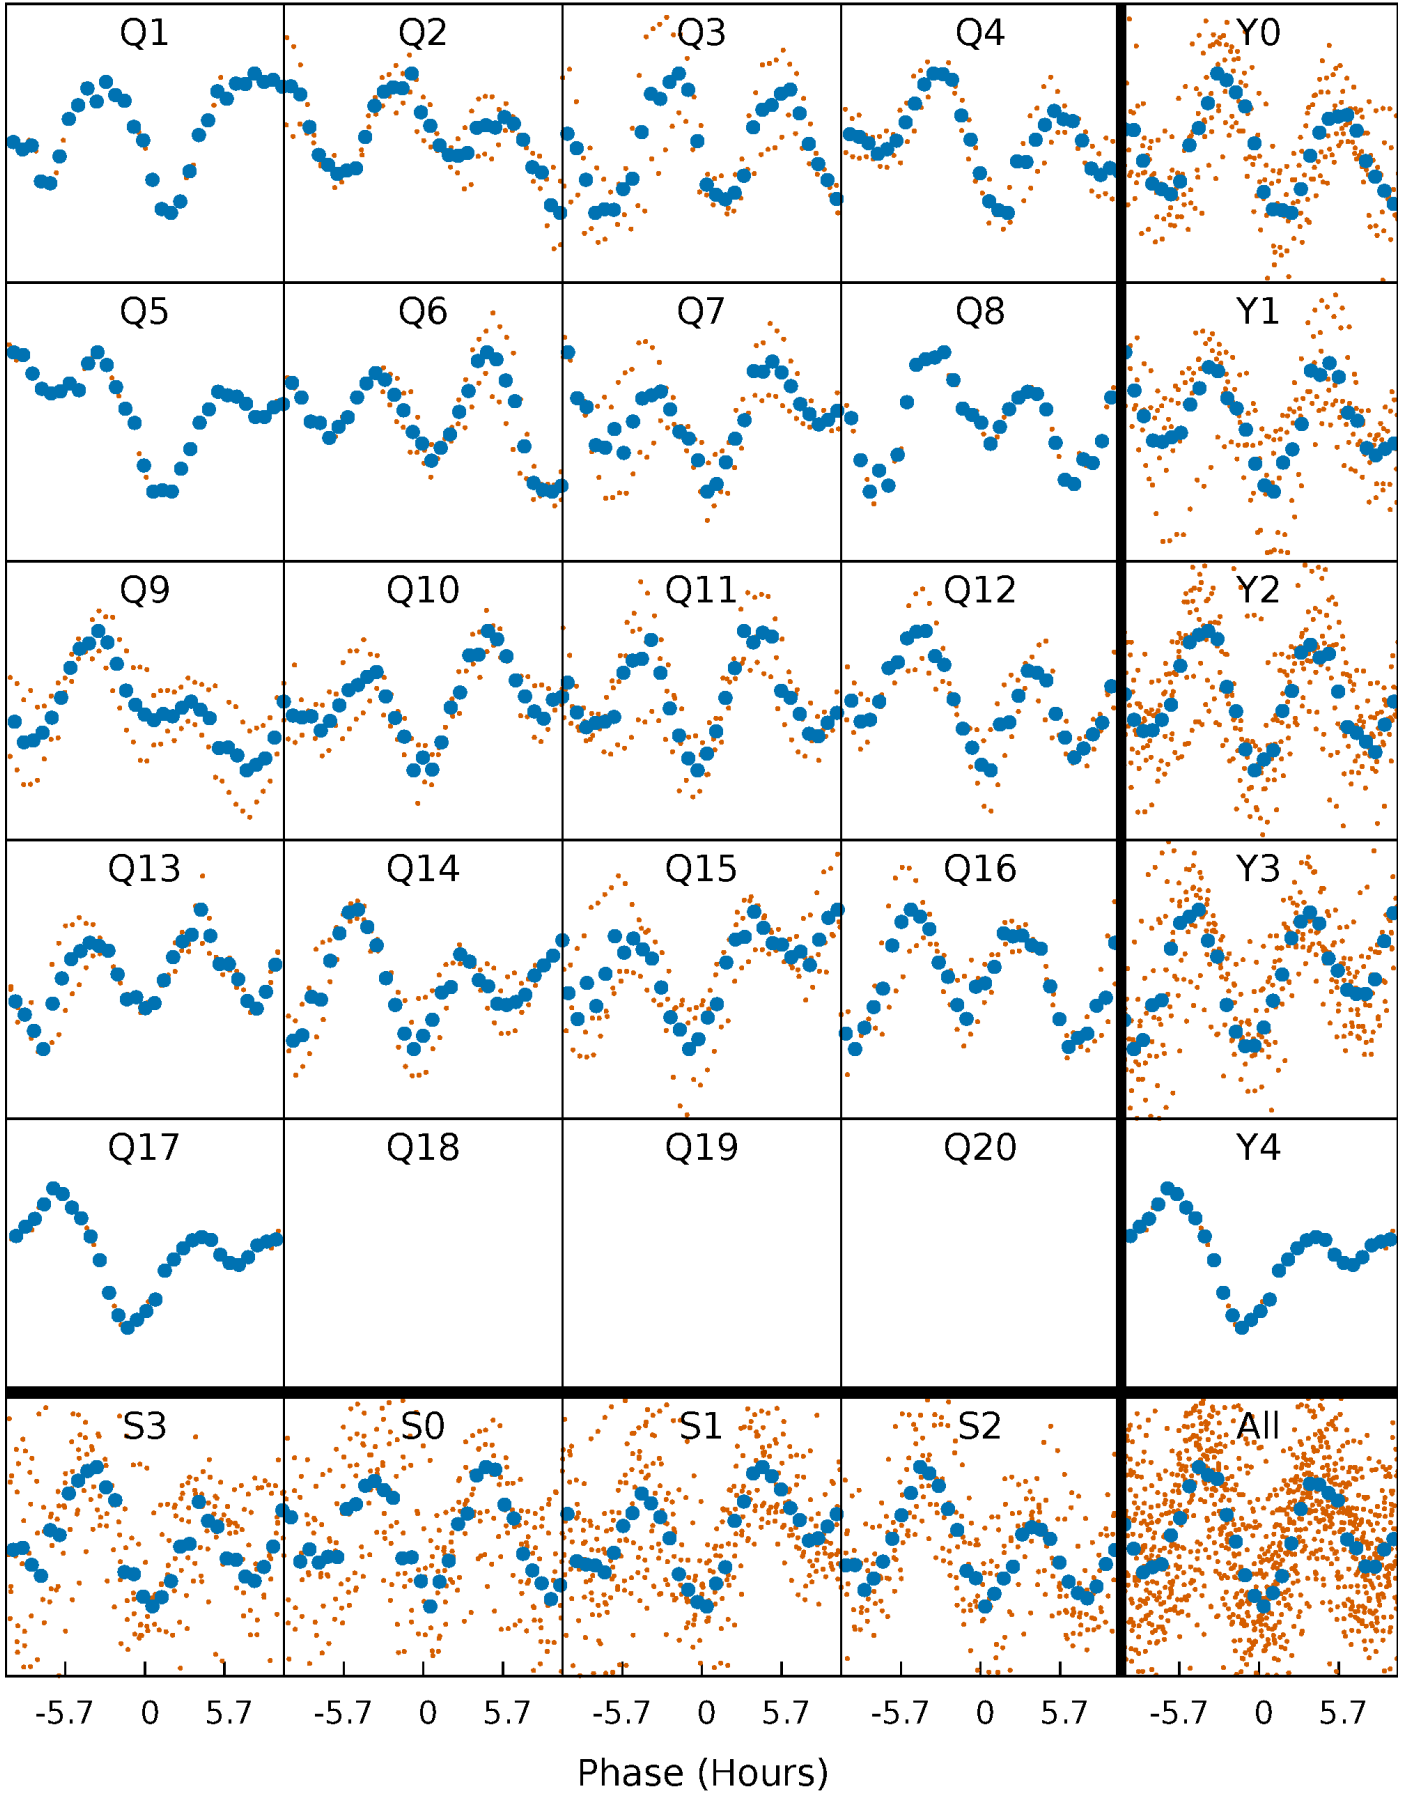 Q1 Q2 Q3 Q4 Y0
Q5 Q6 Q7 Q8 Y1
Q9 Q10 Q11 Q12 Y2
Q13 Q14 Q15 Q16 Y3
Q17 Q18 Q19 Q20 Y4
S3 S0 S1 S2 All
-5.7 0 5.7 -5.7 0 5.7 -5.7 0 5.7 -5.7 0 5.7 -5.7 0 5.7
Phase (Hours)